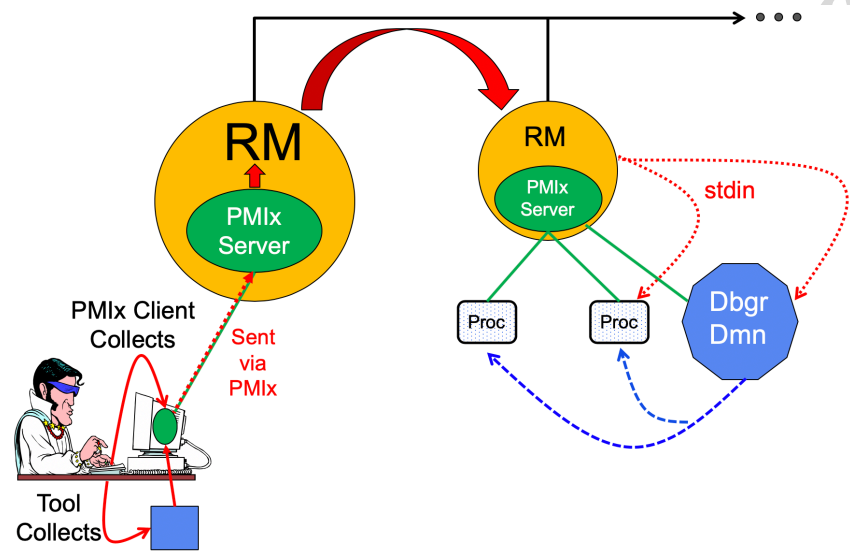 RM
PMIx
Server
RM
PMIx
Server
stdin
PMIx Client
Collects
Sent
via
PMIx
Proc
Proc
Dbgr
Dmn
Tool
Collects